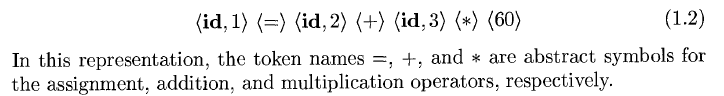 ⟨id, 1⟩ ⟨=⟩ ⟨id, 2⟩ ⟨+⟩ ⟨id, 3⟩ ⟨*⟩ ⟨60⟩ (1.2)
In this representation, the token names =, +, and * are abstract symbols for
the assignment, addition, and multiplication operators, respectively.